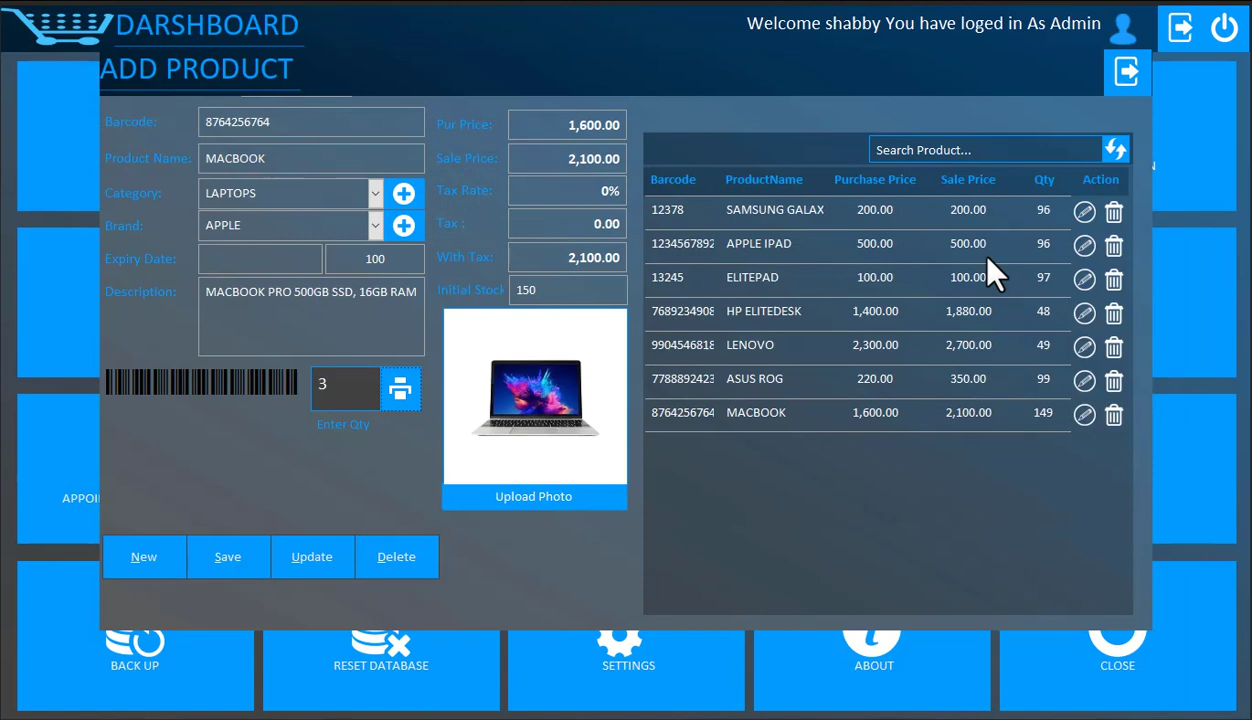 DARSHBOARD
Welcome shabby You have loged in As Admin
ADD PRODUCT
Barcode: 8764256764
Product Name: MACBOOK
Category: LAPTOPS
Brand: APPLE
Expiry Date: 100
Description: MACBOOK PRO 500GB SSD, 16GB RAM
3
Enter Qty
Pur Price: 1,600.00
Sale Price: 2,100.00
Tax Rate: 0%
Tax : 0.00
With Tax: 2,100.00
Initial Stock 150
Upload Photo
New Save Update Delete
Search Product...
Barcode ProductName Purchase Price Sale Price Qty Action
12378 SAMSUNG GALAX 200.00 200.00 96
1234567892 APPLE IPAD 500.00 500.00 96
13245 ELITEPAD 100.00 100.00 97
7689234908 HP ELITEDESK 1,400.00 1,880.00 48
9904546818 LENOVO 2,300.00 2,700.00 49
7788892423 ASUS ROG 220.00 350.00 99
8764256764 MACBOOK 1,600.00 2,100.00 149
APPOI
N
BACK UP RESET DATABASE SETTINGS ABOUT CLOSE